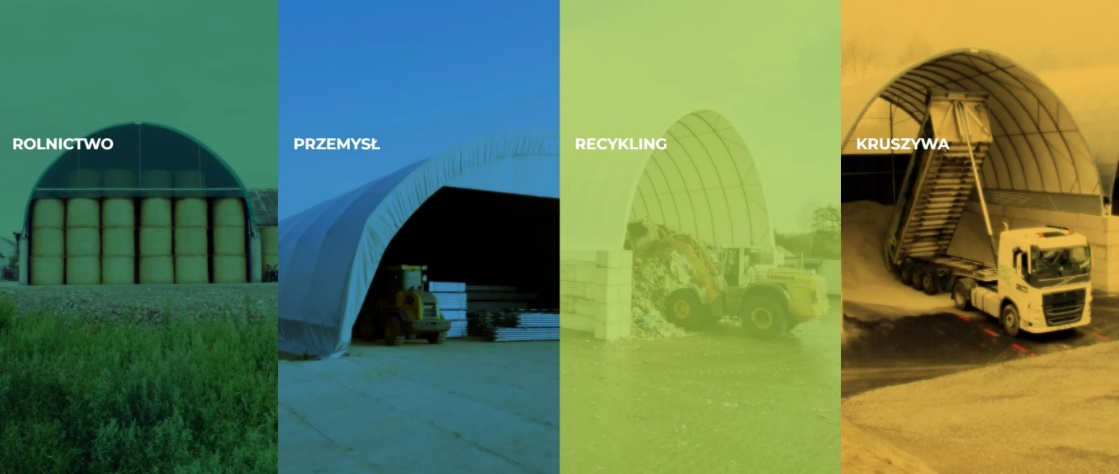 ROLNICTWO
PRZEMYSŁ
RECYKLING
KRUSZYWA